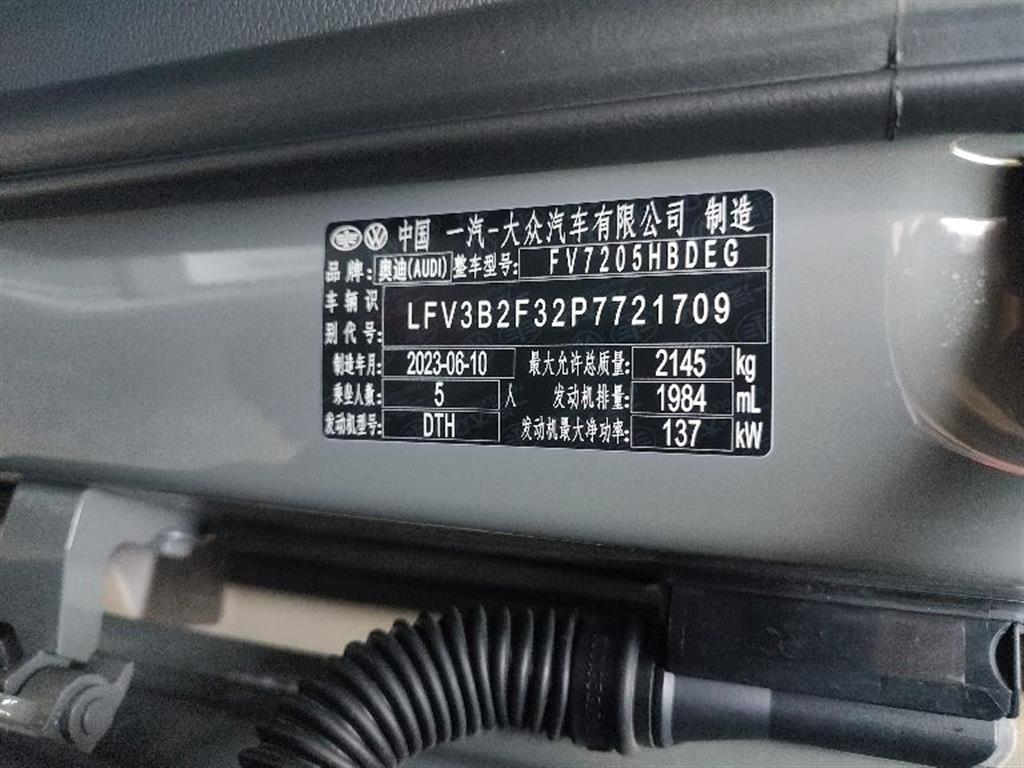 中国 一汽-大众汽车有限公司 制造
品牌: 奥迪(AUDI) 整车型号: FV7205HBDEG
车辆识别代号: LFV3B2F32P7721709
制造年月: 2023-06-10 最大允许总质量: 2145 kg
乘坐人数: 5 人 发动机排量: 1984 mL
发动机型号: DTH 发动机最大净功率: 137 kW